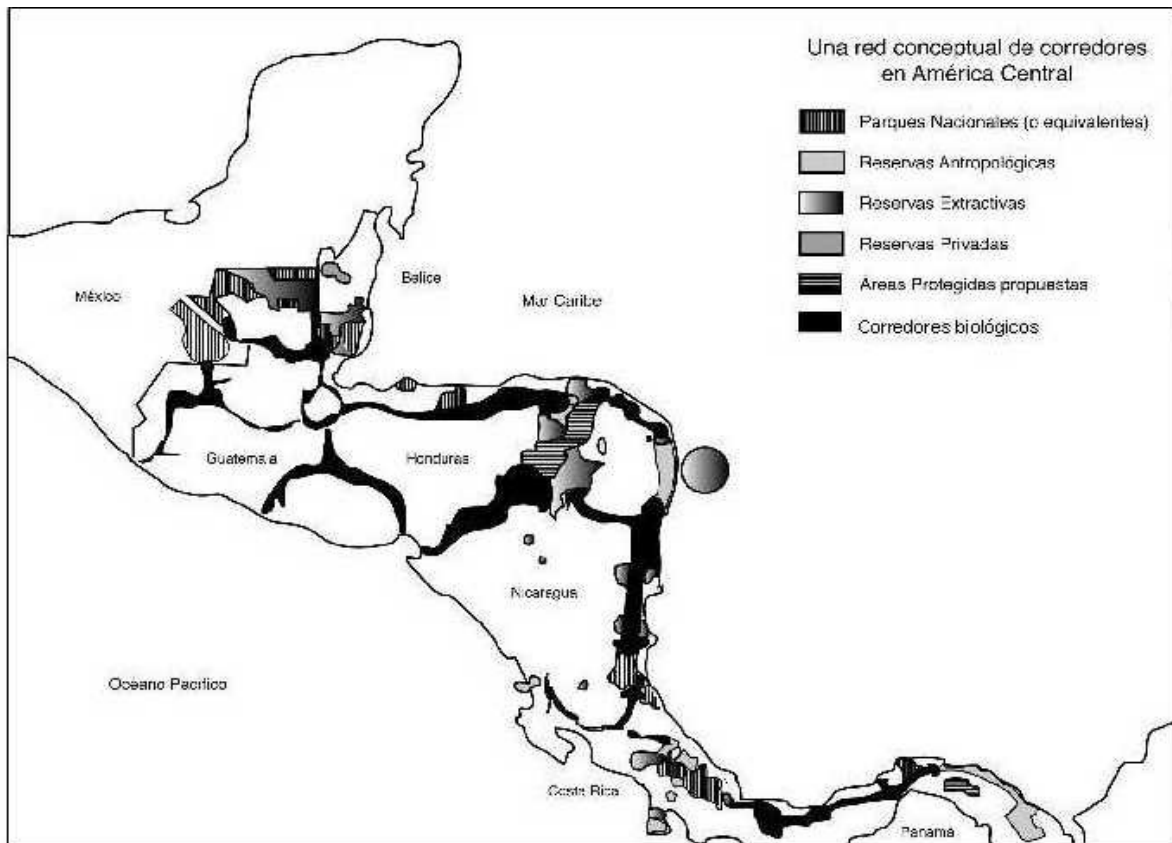 Una red conceptual de corredores
en América Central
Parques Nacionales (o equivalentes)
Reservas Antropológicas
Reservas Extractivas
Reservas Privadas
Areas Protegidas propuestas
Corredores biológicos
México
Belice
Mar Caribe
Guatemala
Honduras
Nicaragua
Océano Pacífico
Costa Rica
Panamá